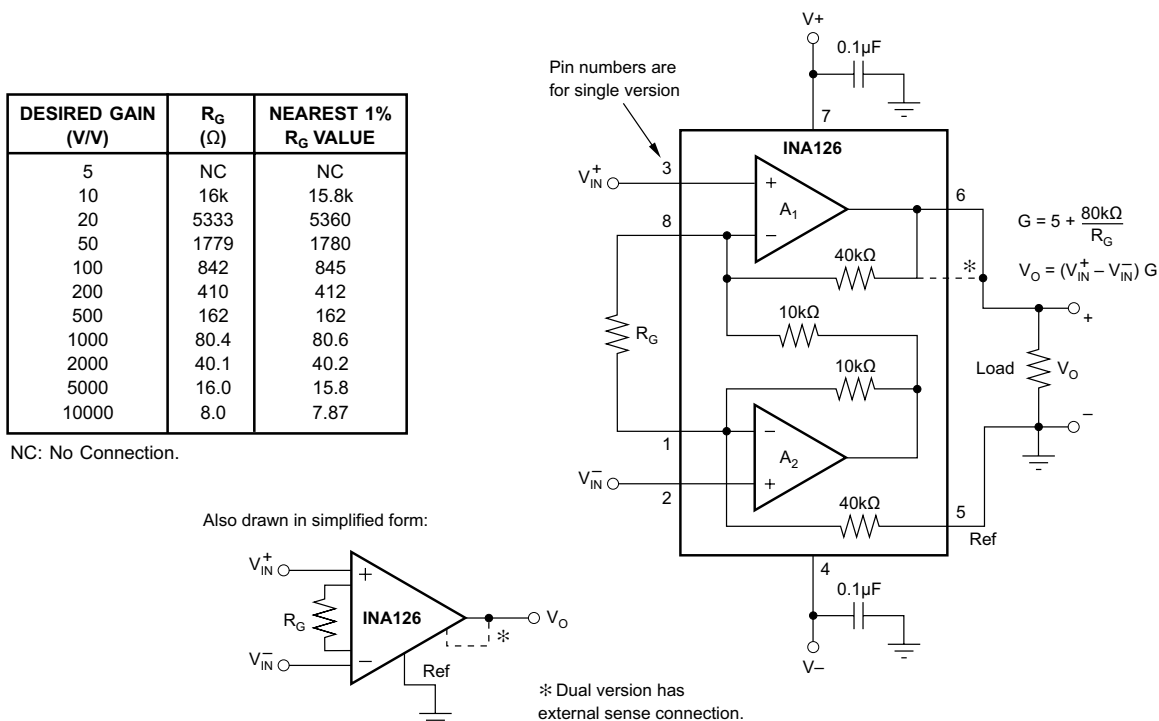 DESIRED GAIN (V/V) R_G (Ω) NEAREST 1% R_G VALUE
5 NC NC
10 16k 15.8k
20 5333 5360
50 1779 1780
100 842 845
200 410 412
500 162 162
1000 80.4 80.6
2000 40.1 40.2
5000 16.0 15.8
10000 8.0 7.87
NC: No Connection.
Also drawn in simplified form:
V_IN^+
R_G
INA126
V_IN^–
+
–
Ref
V_O
*
V+
0.1µF
Pin numbers are
for single version
7
INA126
3
V_IN^+
+
A_1
–
6
8
40kΩ
*
G = 5 + 80kΩ / R_G
V_O = (V_IN^+ – V_IN^–) G
10kΩ
R_G
10kΩ
+
Load
V_O
–
1
–
A_2
+
V_IN^–
2
40kΩ
5
Ref
4
0.1µF
V–
* Dual version has
external sense connection.